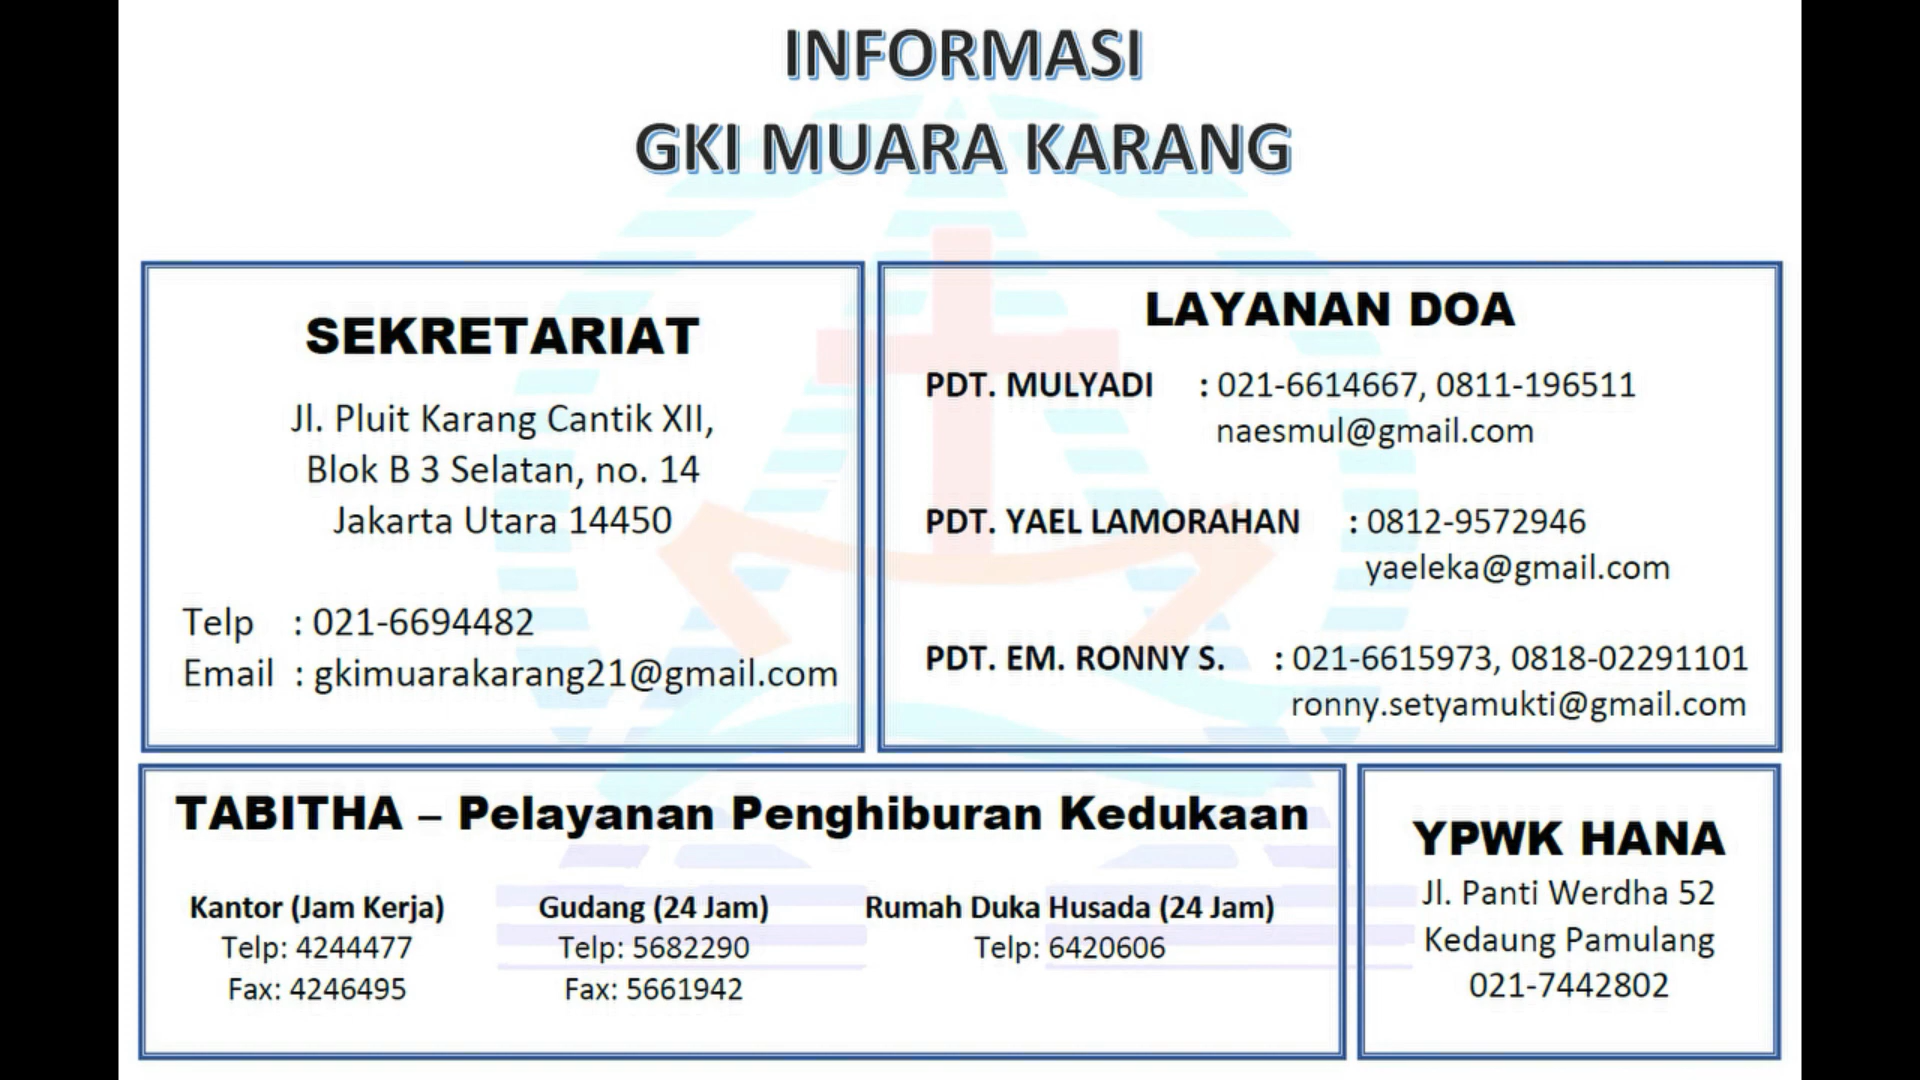 INFORMASI
GKI MUARA KARANG
SEKRETARIAT
Jl. Pluit Karang Cantik XII,
Blok B 3 Selatan, no. 14
Jakarta Utara 14450
Telp : 021-6694482
Email : gkimuarakarang21@gmail.com
LAYANAN DOA
PDT. MULYADI : 021-6614667, 0811-196511
naesmul@gmail.com
PDT. YAEL LAMORAHAN : 0812-9572946
yaeleka@gmail.com
PDT. EM. RONNY S. : 021-6615973, 0818-02291101
ronny.setyamukti@gmail.com
TABITHA – Pelayanan Penghiburan Kedukaan
Kantor (Jam Kerja)
Telp: 4244477
Fax: 4246495
Gudang (24 Jam)
Telp: 5682290
Fax: 5661942
Rumah Duka Husada (24 Jam)
Telp: 6420606
YPWK HANA
Jl. Panti Werdha 52
Kedaung Pamulang
021-7442802